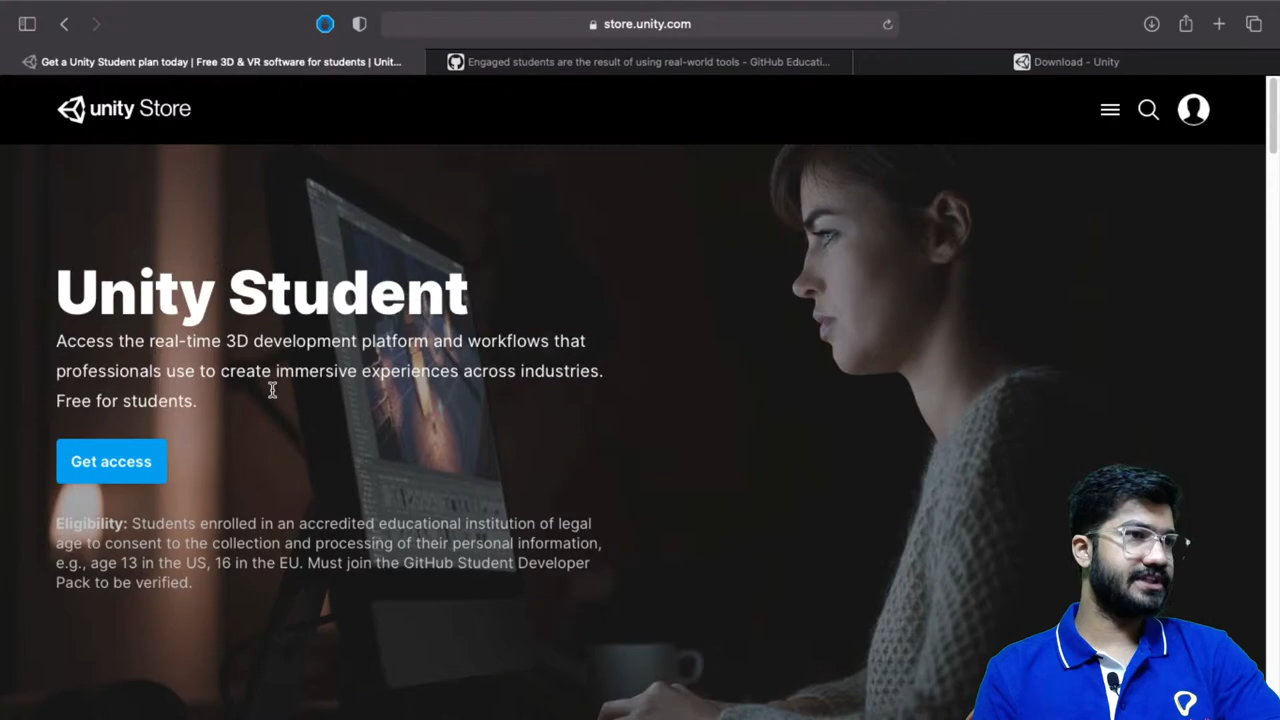 store.unity.com
Get a Unity Student plan today | Free 3D & VR software for students | Unit...
Engaged students are the result of using real-world tools - GitHub Educati...
Download - Unity
unity Store
Unity Student
Access the real-time 3D development platform and workflows that
professionals use to create immersive experiences across industries.
Free for students.
Get access
Eligibility: Students enrolled in an accredited educational institution of legal
age to consent to the collection and processing of their personal information,
e.g., age 13 in the US, 16 in the EU. Must join the GitHub Student Developer
Pack to be verified.